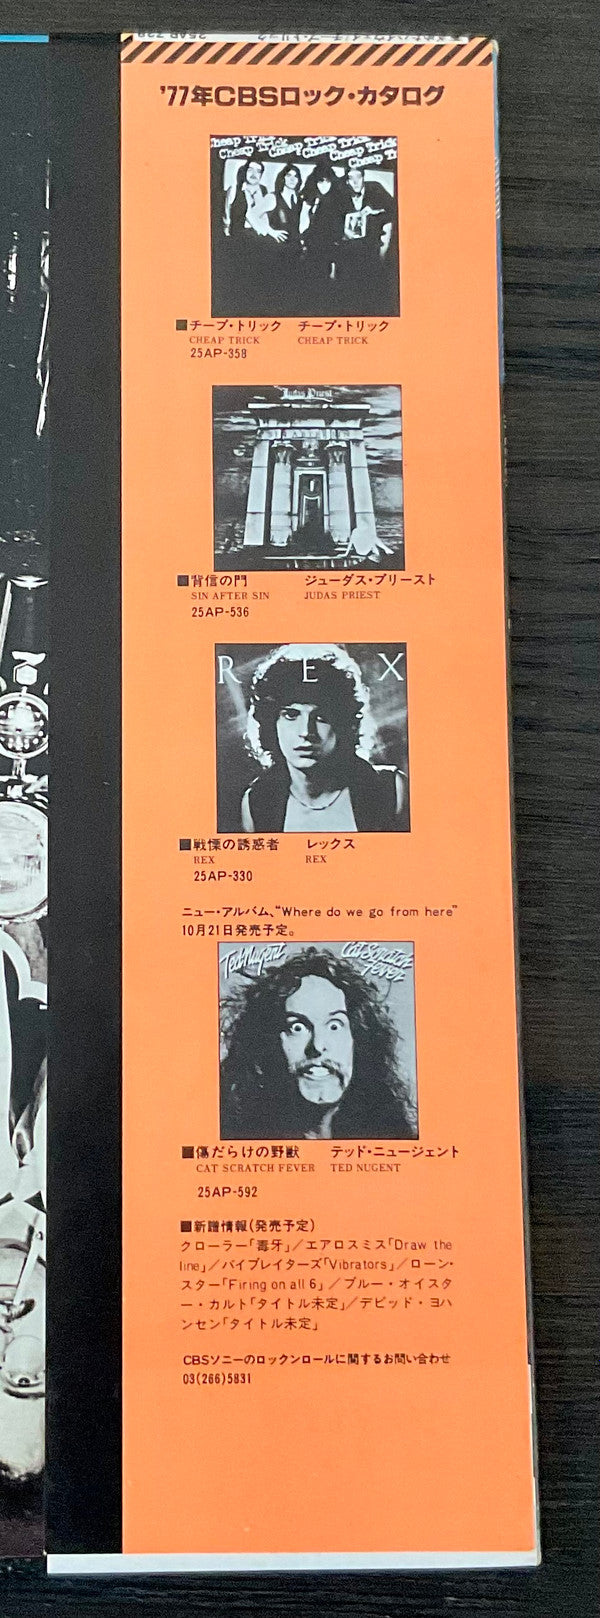 '77年CBSロック・カタログ
Cheap Trick
Cheap Trick
Cheap Trick
Cheap Trick
■チープ・トリック チープ・トリック
CHEAP TRICK CHEAP TRICK
25AP-358
Judas Priest
■背信の門 ジューダス・プリースト
SIN AFTER SIN JUDAS PRIEST
25AP-536
REX
■戦慄の誘惑者 レックス
REX REX
25AP-330
ニュー・アルバム、“Where do we go from here”
10月21日発売予定。
Ted Nugent Cat Scratch
Fever
■傷だらけの野獣 テッド・ニュージェント
CAT SCRATCH FEVER TED NUGENT
25AP-592
■新譜情報(発売予定)
クローラー「毒牙」／エアロスミス「Draw the
line」／バイブレイターズ「Vibrators」／ローン・
スター「Firing on all 6」／ブルー・オイスタ
ー・カルト「タイトル未定」／デビッド・ヨハ
ンセン「タイトル未定」
CBSソニーのロックンロールに関するお問い合わせ
03(266)5831